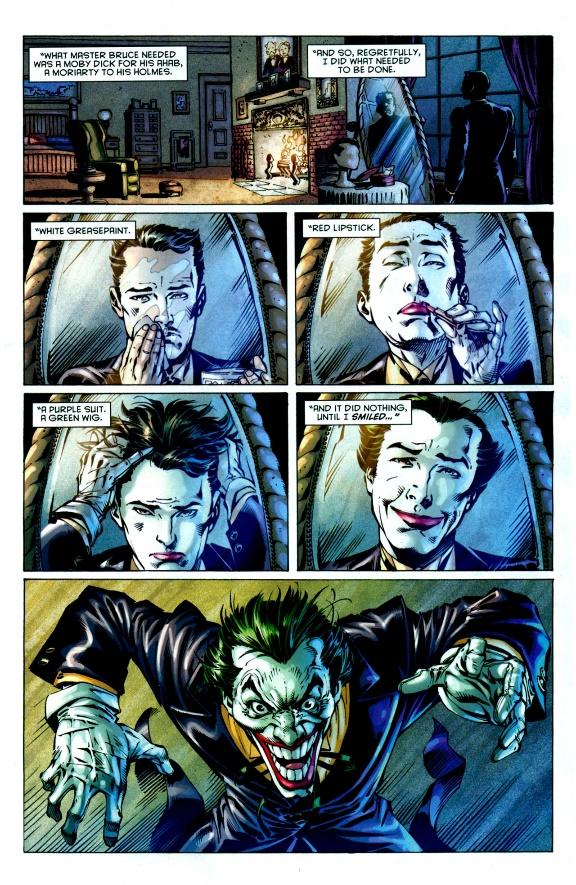 "WHAT MASTER BRUCE NEEDED
WAS A MOBY DICK FOR HIS AHAB,
A MORIARTY TO HIS HOLMES.
"AND SO, REGRETFULLY,
I DID WHAT NEEDED
TO BE DONE.
"WHITE GREASEPAINT.
"RED LIPSTICK.
"A PURPLE SUIT.
A GREEN WIG.
"AND IT DID NOTHING,
UNTIL I SMILED..."